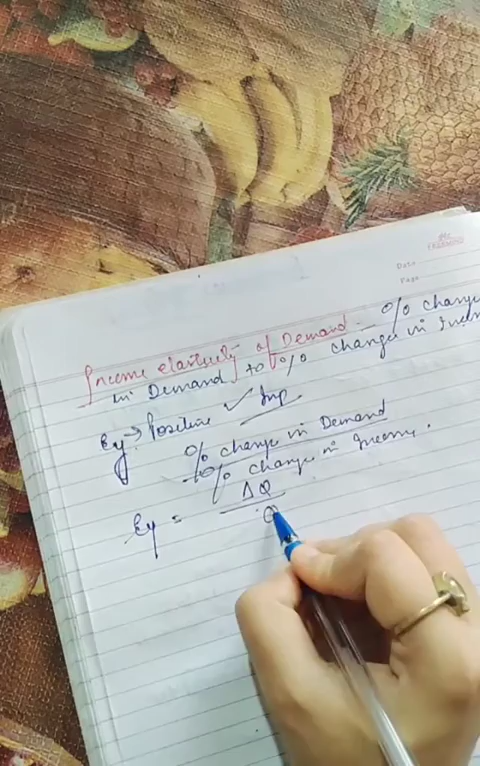 Date
Page
Income elasticity of Demand - % change
in Demand to % change in Incom
Ey → Positive ✓ Imp
% change in Demand
% change in Income.
Ey = ΔQ
Q